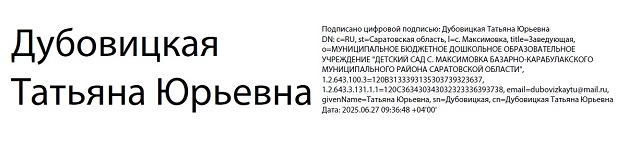 Дубовицкая
Татьяна Юрьевна
Подписано цифровой подписью: Дубовицкая Татьяна Юрьевна
DN: c=RU, st=Саратовская область, l=с. Максимовка, title=Заведующая,
o=МУНИЦИПАЛЬНОЕ БЮДЖЕТНОЕ ДОШКОЛЬНОЕ ОБРАЗОВАТЕЛЬНОЕ
УЧРЕЖДЕНИЕ "ДЕТСКИЙ САД С. МАКСИМОВКА БАЗАРНО-КАРАБУЛАКСКОГО
МУНИЦИПАЛЬНОГО РАЙОНА САРАТОВСКОЙ ОБЛАСТИ",
1.2.643.100.3=120B3133393135303739323637,
1.2.643.3.131.1.1=120C363430343032323336393738, email=dubovizkaytu@mail.ru,
givenName=Татьяна Юрьевна, sn=Дубовицкая, cn=Дубовицкая Татьяна Юрьевна
Дата: 2025.06.27 09:36:48 +04'00'